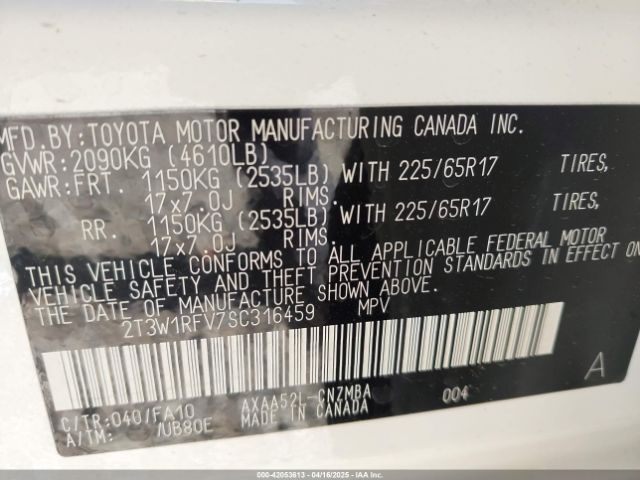 MFD. BY: TOYOTA MOTOR MANUFACTURING CANADA INC.
GVWR: 2090KG (4610LB)
GAWR: FRT. 1150KG (2535LB) WITH 225/65R17 TIRES,
17x7.0J RIMS.
RR. 1150KG (2535LB) WITH 225/65R17 TIRES,
17x7.0J RIMS.
THIS VEHICLE CONFORMS TO ALL APPLICABLE FEDERAL MOTOR
VEHICLE SAFETY AND THEFT PREVENTION STANDARDS IN EFFECT ON
THE DATE OF MANUFACTURE SHOWN ABOVE.
2T3W1RFV7SC316459 MPV
A
C/TR: 040/FA10 AXAA52L-CNZMBA 004
A/TM: /UB80E MADE IN CANADA
000-42053613 - 04/16/2025 - IAAI.COM